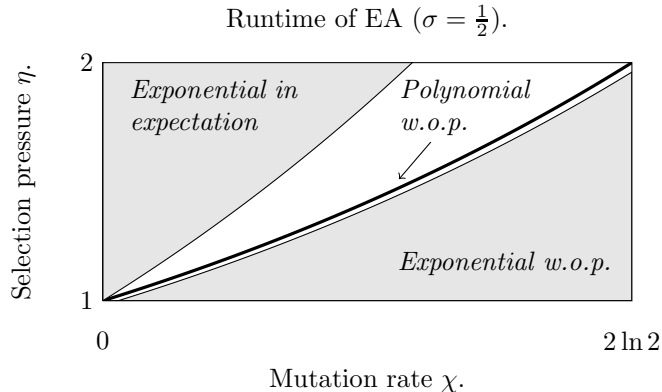 Runtime of EA (σ = 1/2).
Selection pressure η.
2
1
Exponential in
expectation
Polynomial
w.o.p.
Exponential w.o.p.
0
2 ln 2
Mutation rate χ.